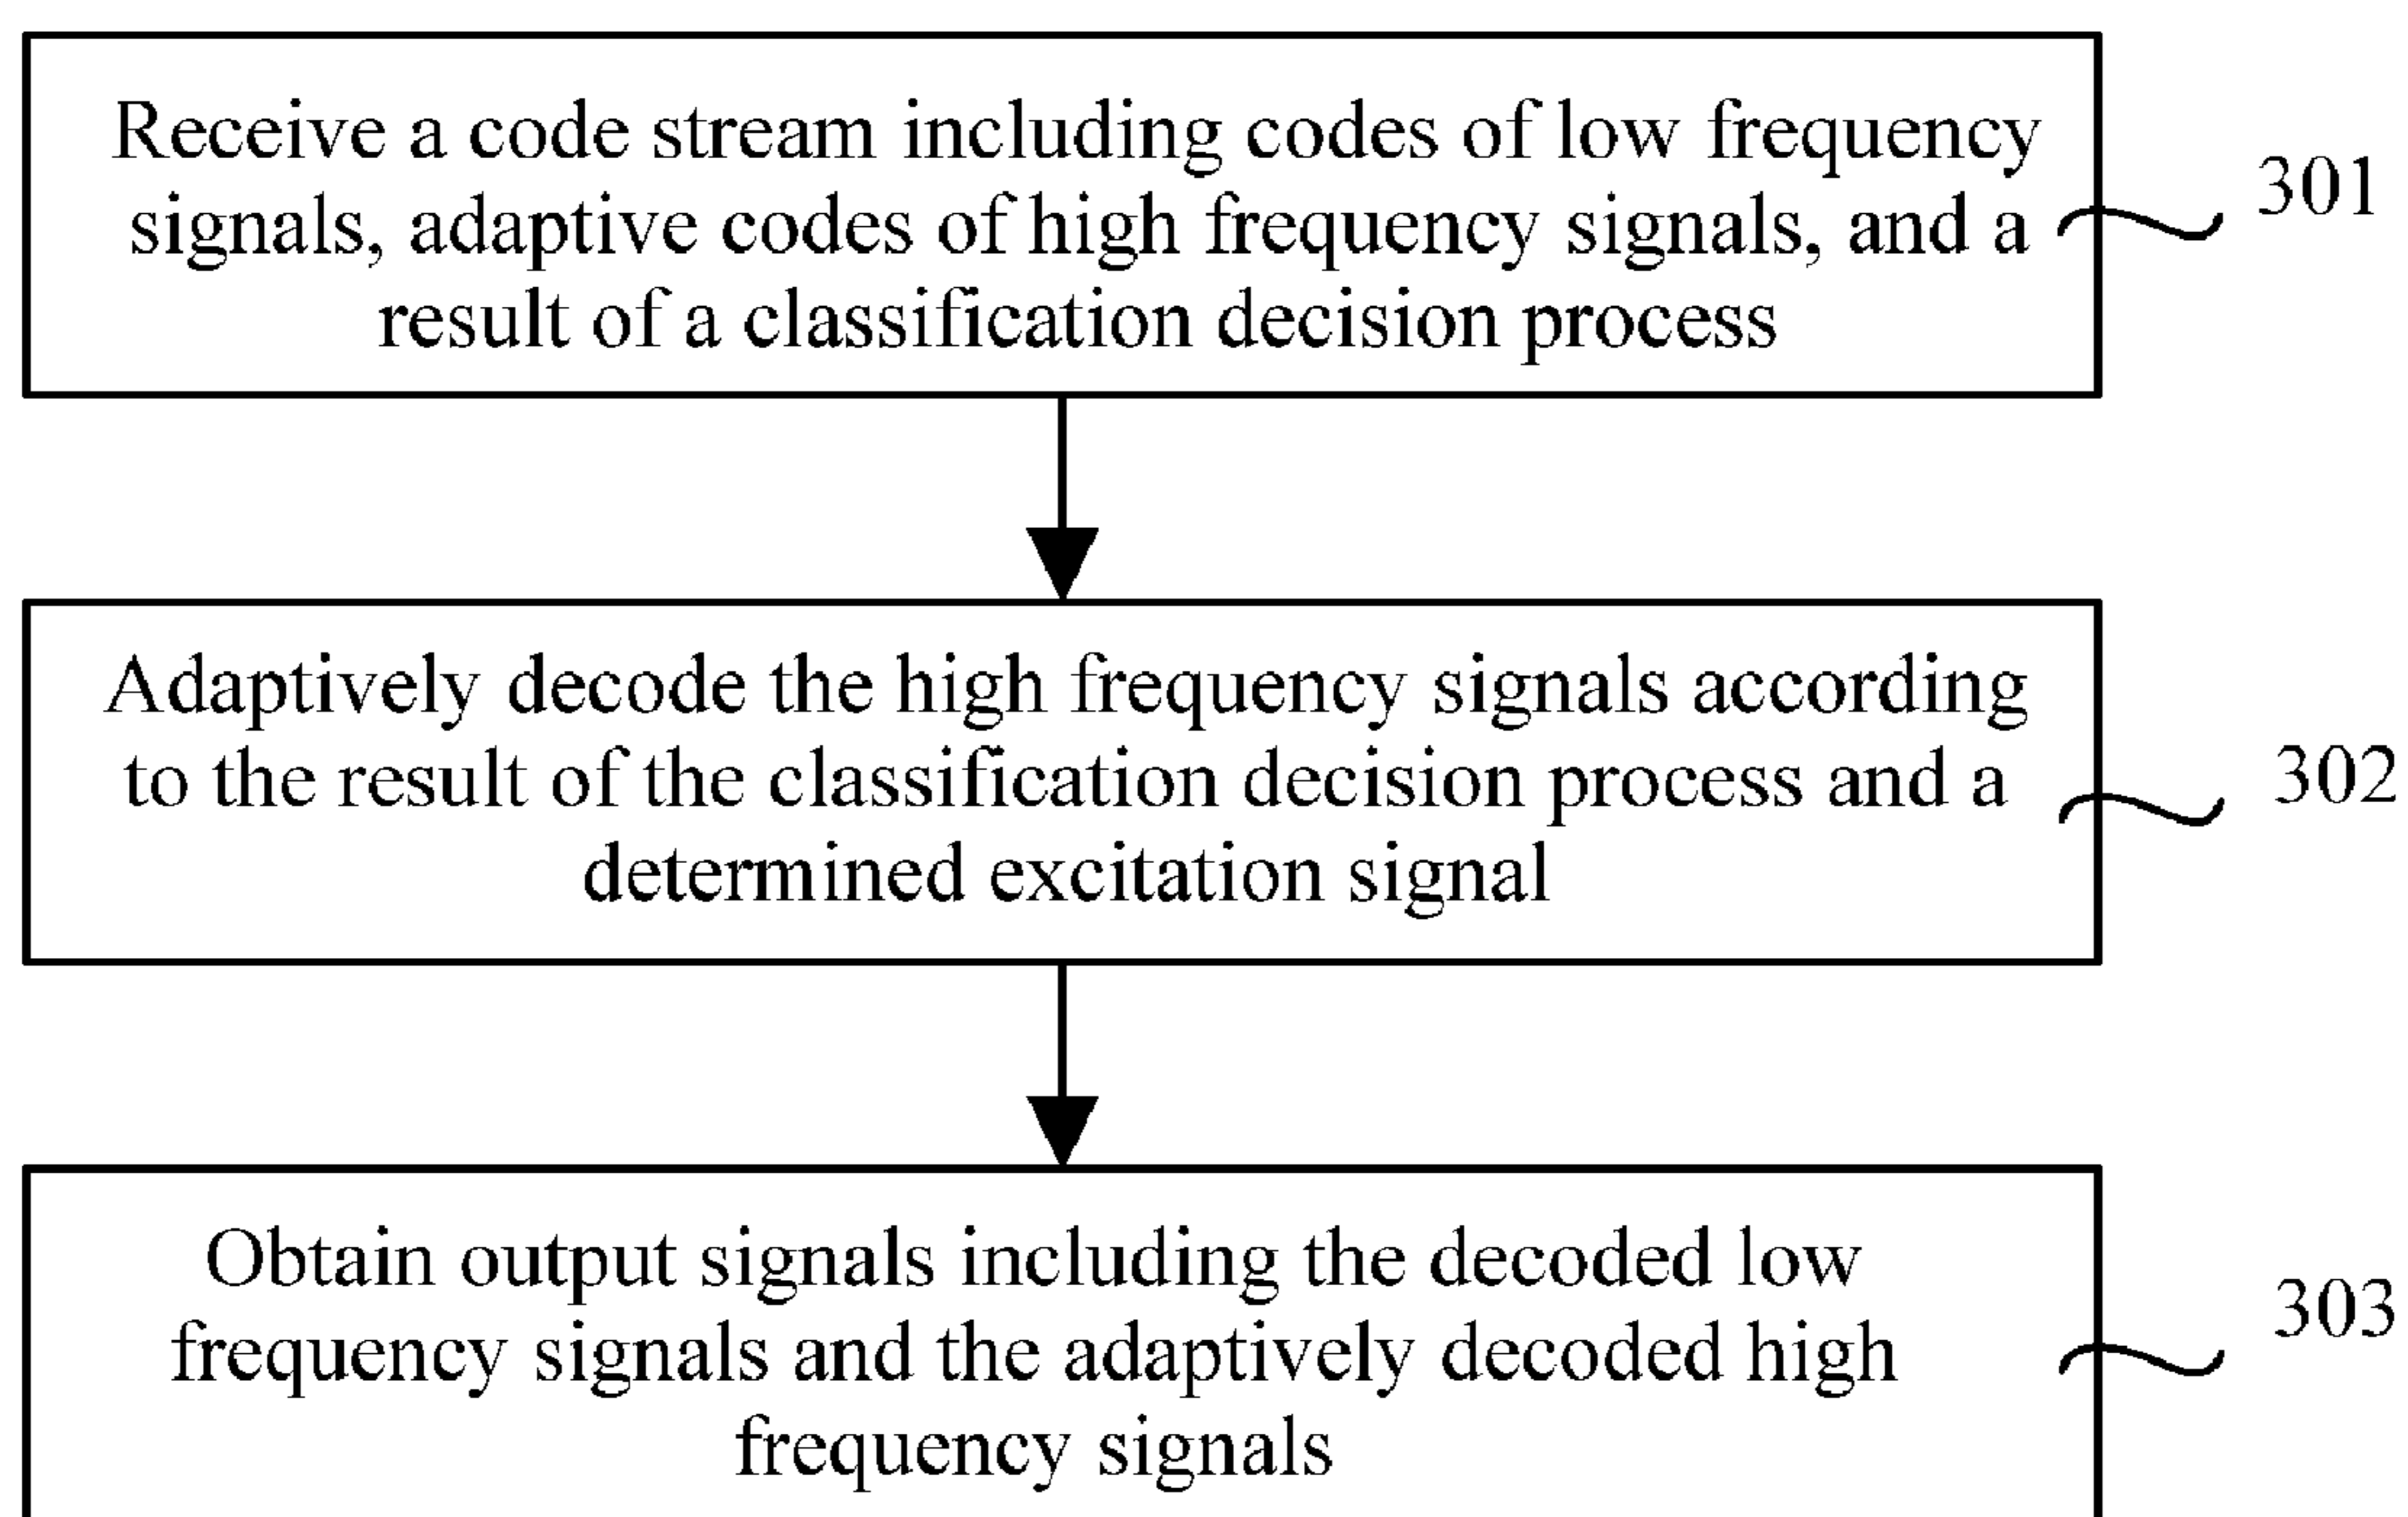 Receive a code stream including codes of low frequency
signals, adaptive codes of high frequency signals, and a
result of a classification decision process
301
Adaptively decode the high frequency signals according
to the result of the classification decision process and a
determined excitation signal
302
Obtain output signals including the decoded low
frequency signals and the adaptively decoded high
frequency signals
303